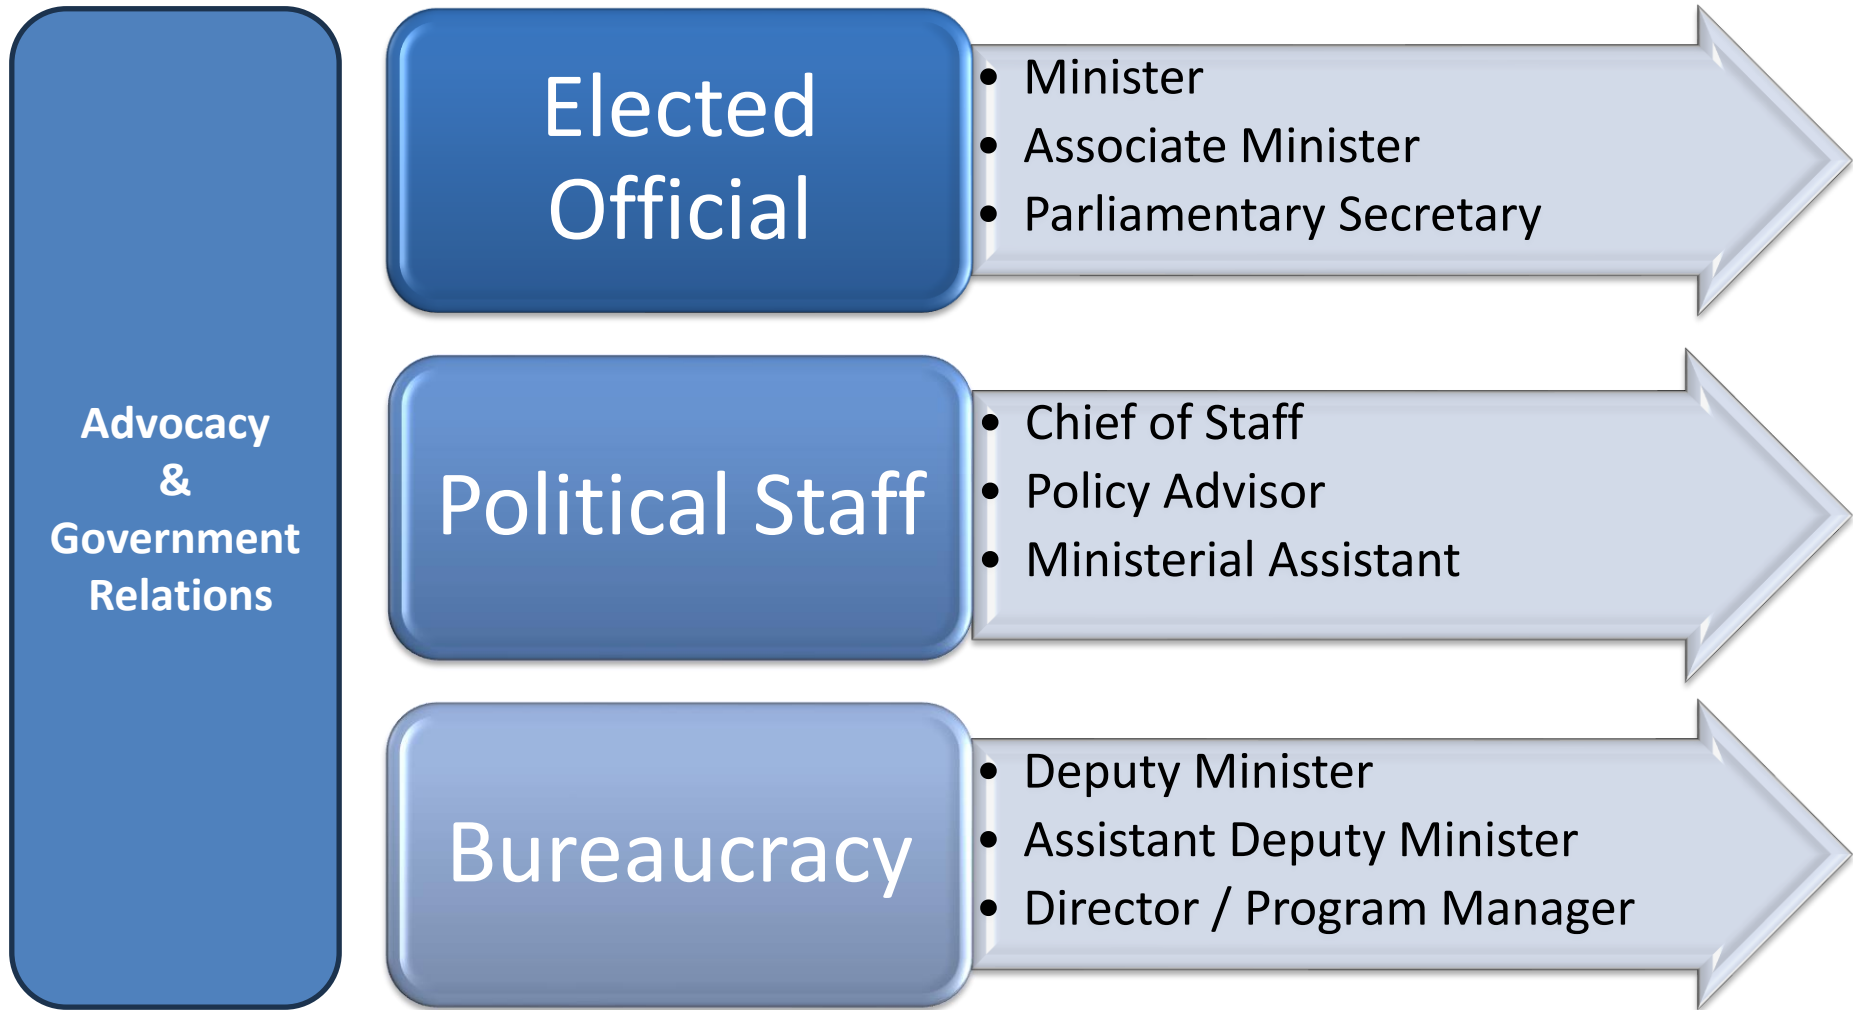 Advocacy
&
Government
Relations
Elected
Official
• Minister
• Associate Minister
• Parliamentary Secretary
Political Staff
• Chief of Staff
• Policy Advisor
• Ministerial Assistant
Bureaucracy
• Deputy Minister
• Assistant Deputy Minister
• Director / Program Manager